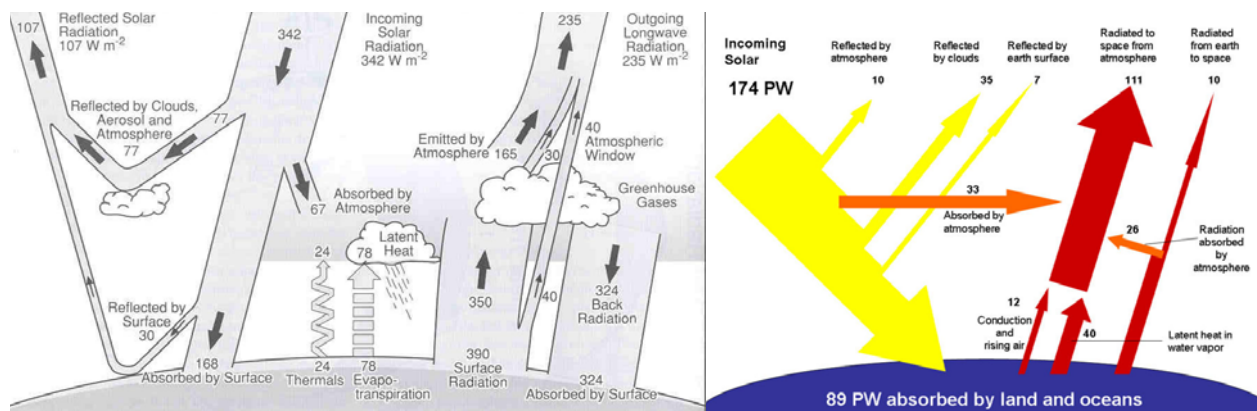 107
Reflected Solar
Radiation
107 W m-2
342
Incoming
Solar
Radiation
342 W m-2
235
Outgoing
Longwave
Radiation
235 W m-2
Reflected by Clouds,
Aerosol and
Atmosphere
77
77
Emitted by
Atmosphere
165
30
40
Atmospheric
Window
Greenhouse
Gases
67
Absorbed by
Atmosphere
Latent
Heat
24
78
Reflected by
Surface
30
350
40
324
Back
Radiation
168
Absorbed by Surface
24
Thermals
78
Evapo-
transpiration
390
Surface
Radiation
324
Absorbed by Surface
Incoming
Solar
174 PW
Reflected by
atmosphere
10
Reflected
by clouds
35
Reflected by
earth surface
7
Radiated to
space from
atmosphere
111
Radiated
from earth
to space
10
33
Absorbed by
atmosphere
26
Radiation
absorbed by
atmosphere
12
Conduction
and
rising air
40
Latent heat in
water vapor
89 PW absorbed by land and oceans